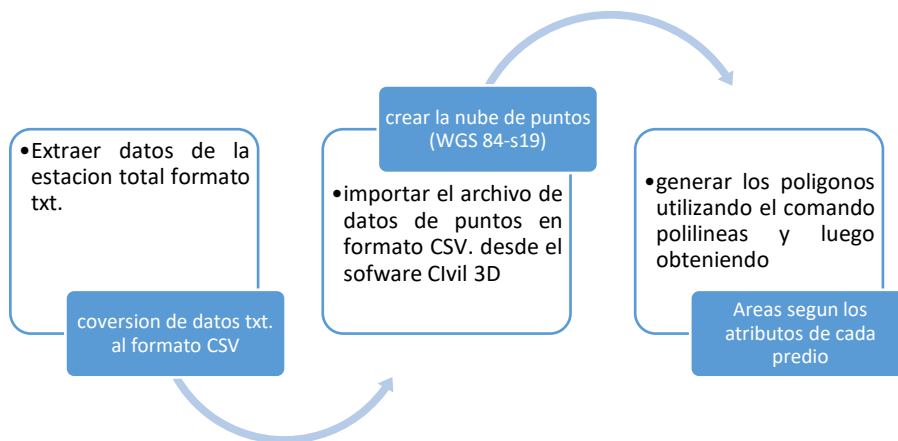 •Extraer datos de la
estacion total formato
txt.
coversion de datos txt.
al formato CSV
crear la nube de puntos
(WGS 84-s19)
•importar el archivo de
datos de puntos en
formato CSV. desde el
sofware CIvil 3D
•generar los poligonos
utilizando el comando
polilineas y luego
obteniendo
Areas segun los
atributos de cada
predio